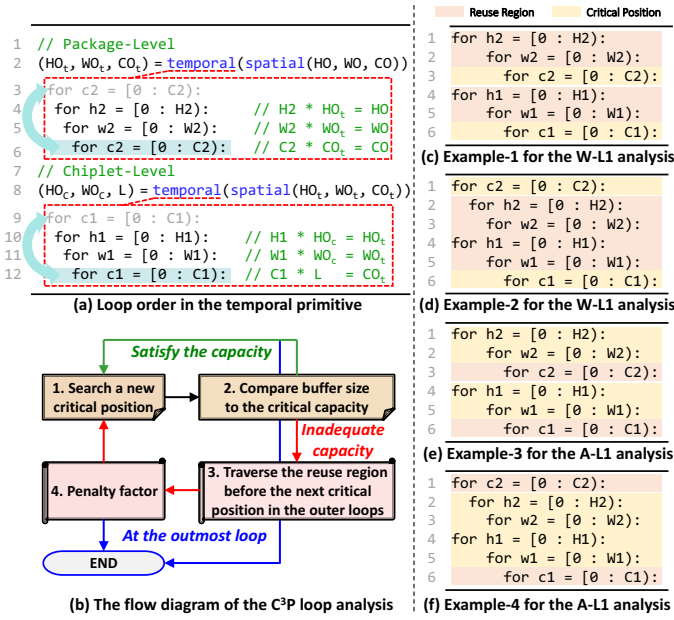 1 // Package-Level
2 (HOt, WOt, COt) = temporal(spatial(HO, WO, CO))
3 for c2 = [0 : C2):
4 for h2 = [0 : H2): // H2 * HOt = HO
5 for w2 = [0 : W2): // W2 * WOt = WO
6 for c2 = [0 : C2): // C2 * COt = CO
7 // Chiplet-Level
8 (HOc, WOc, L) = temporal(spatial(HOt, WOt, COt))
9 for c1 = [0 : C1):
10 for h1 = [0 : H1): // H1 * HOc = HOt
11 for w1 = [0 : W1): // W1 * WOc = WOt
12 for c1 = [0 : C1): // C1 * L = COt
(a) Loop order in the temporal primitive
Satisfy the capacity
1. Search a new
critical position
2. Compare buffer size
to the critical capacity
Inadequate
capacity
4. Penalty factor
3. Traverse the reuse region
before the next critical
position in the outer loops
At the outmost loop
END
(b) The flow diagram of the C³P loop analysis
Reuse Region
Critical Position
1 for h2 = [0 : H2):
2 for w2 = [0 : W2):
3 for c2 = [0 : C2):
4 for h1 = [0 : H1):
5 for w1 = [0 : W1):
6 for c1 = [0 : C1):
(c) Example-1 for the W-L1 analysis
1 for c2 = [0 : C2):
2 for h2 = [0 : H2):
3 for w2 = [0 : W2):
4 for h1 = [0 : H1):
5 for w1 = [0 : W1):
6 for c1 = [0 : C1):
(d) Example-2 for the W-L1 analysis
1 for h2 = [0 : H2):
2 for w2 = [0 : W2):
3 for c2 = [0 : C2):
4 for h1 = [0 : H1):
5 for w1 = [0 : W1):
6 for c1 = [0 : C1):
(e) Example-3 for the A-L1 analysis
1 for c2 = [0 : C2):
2 for h2 = [0 : H2):
3 for w2 = [0 : W2):
4 for h1 = [0 : H1):
5 for w1 = [0 : W1):
6 for c1 = [0 : C1):
(f) Example-4 for the A-L1 analysis